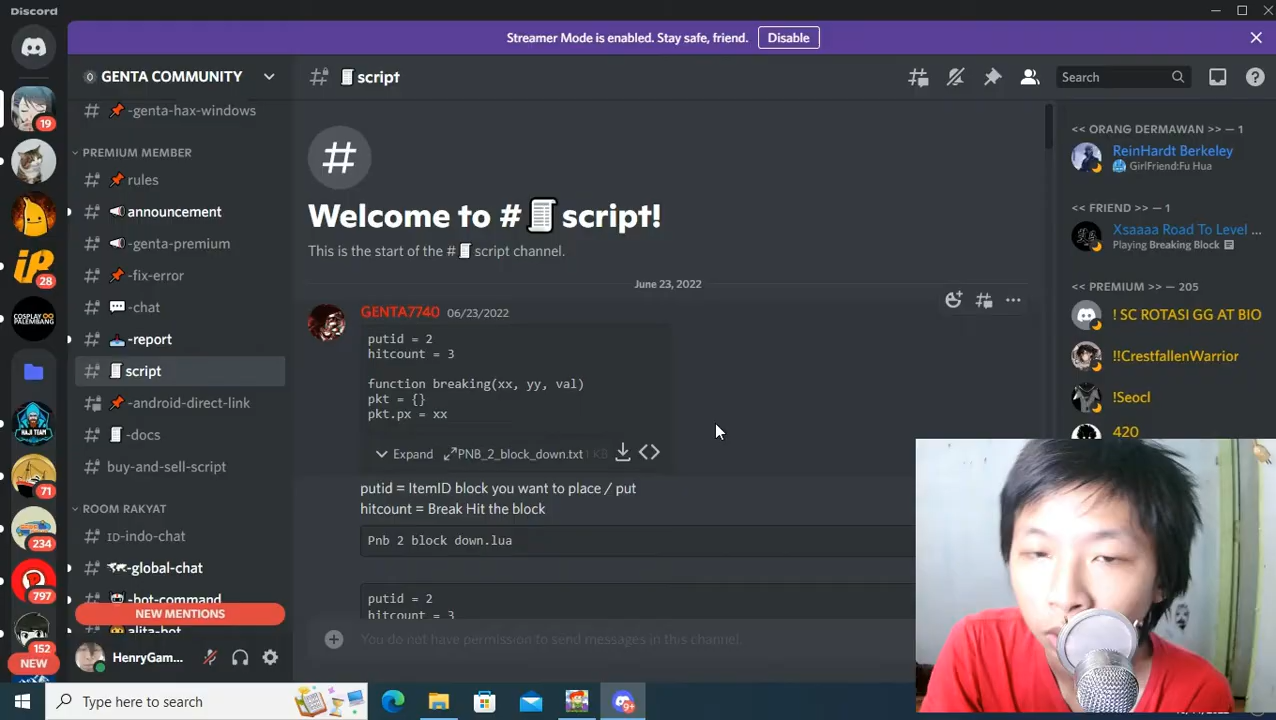 Discord
Streamer Mode is enabled. Stay safe, friend.
Disable
GENTA COMMUNITY
-genta-hax-windows
PREMIUM MEMBER
rules
announcement
-genta-premium
-fix-error
-chat
-report
script
-android-direct-link
-docs
buy-and-sell-script
ROOM RAKYAT
ID-indo-chat
-global-chat
-bot-command
NEW MENTIONS
alita-bot
HenryGam...
19
28
71
234
797
152
NEW
# script
Search
Welcome to # script!
This is the start of the # script channel.
June 23, 2022
GENTA7740 06/23/2022
putid = 2
hitcount = 3
function breaking(xx, yy, val)
pkt = {}
pkt.px = xx
Expand PNB_2_block_down.txt 1 KB
putid = ItemID block you want to place / put
hitcount = Break Hit the block
Pnb 2 block down.lua
putid = 2
hitcount = 3
You do not have permission to send messages in this channel.
<< ORANG DERMAWAN >> — 1
ReinHardt Berkeley
GirlFriend:Fu Hua
<< FRIEND >> — 1
Xsaaaa Road To Level ...
Playing Breaking Block
<< PREMIUM >> — 205
! SC ROTASI GG AT BIO
!!CrestfallenWarrior
!Seocl
420
Type here to search
9+